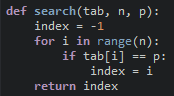 def search(tab, n, p):
    index = -1
    for i in range(n):
        if tab[i] == p:
            index = i
    return index